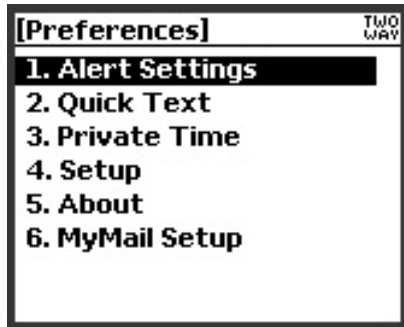 [Preferences]
TWO
WAY
1. Alert Settings
2. Quick Text
3. Private Time
4. Setup
5. About
6. MyMail Setup